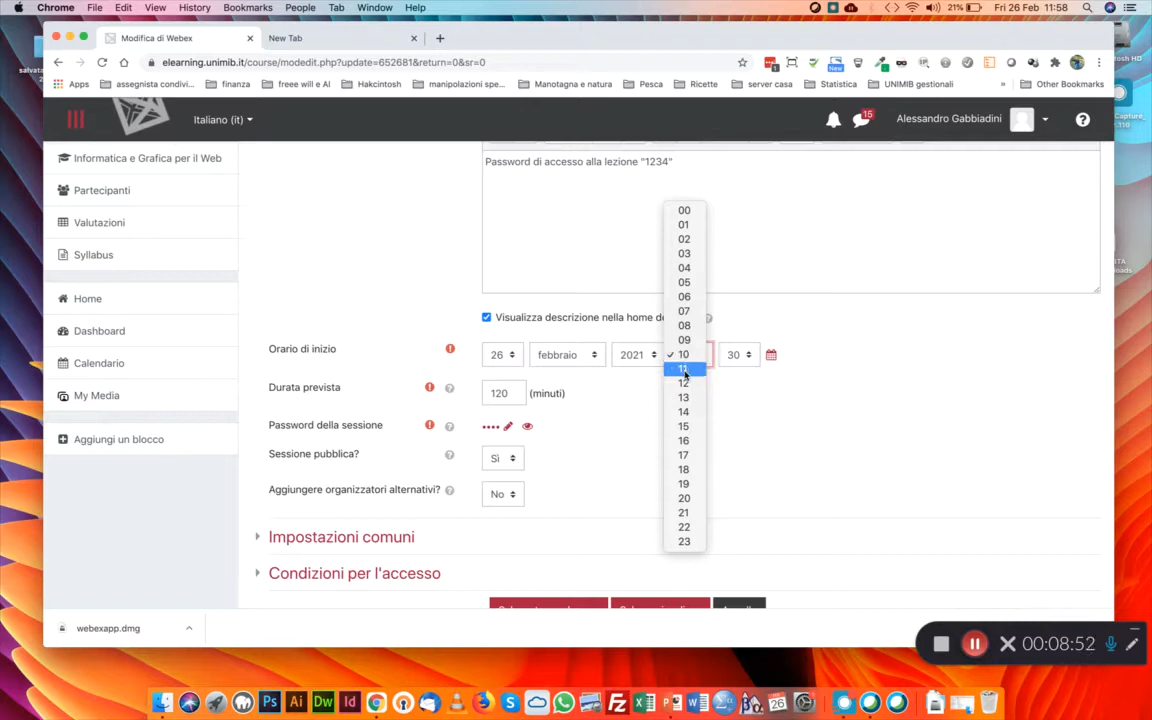 Chrome File Edit View History Bookmarks People Tab Window Help 21% Fri 26 Feb 11:58
Modifica di Webex
New Tab
elearning.unimib.it/course/modedit.php?update=652681&return=0&sr=0
Apps assegnista condivi... finanza freee will e AI Hakcintosh manipolazioni spe... Manotagna e natura Pesca Ricette server casa Statistica UNIMIB gestionali » Other Bookmarks
Italiano (it)
15
Alessandro Gabbiadini
Informatica e Grafica per il Web
Partecipanti
Valutazioni
Syllabus
Home
Dashboard
Calendario
My Media
Aggiungi un blocco
Password di accesso alla lezione "1234"
Visualizza descrizione nella home de
Orario di inizio
26 febbraio 2021 30
00
01
02
03
04
05
06
07
08
09
10
11
12
13
14
15
16
17
18
19
20
21
22
23
Durata prevista
120 (minuti)
Password della sessione
••••
Sessione pubblica?
Sì
Aggiungere organizzatori alternativi?
No
Impostazioni comuni
Condizioni per l'accesso
webexapp.dmg
00:08:52
Ps Ai Dw Id